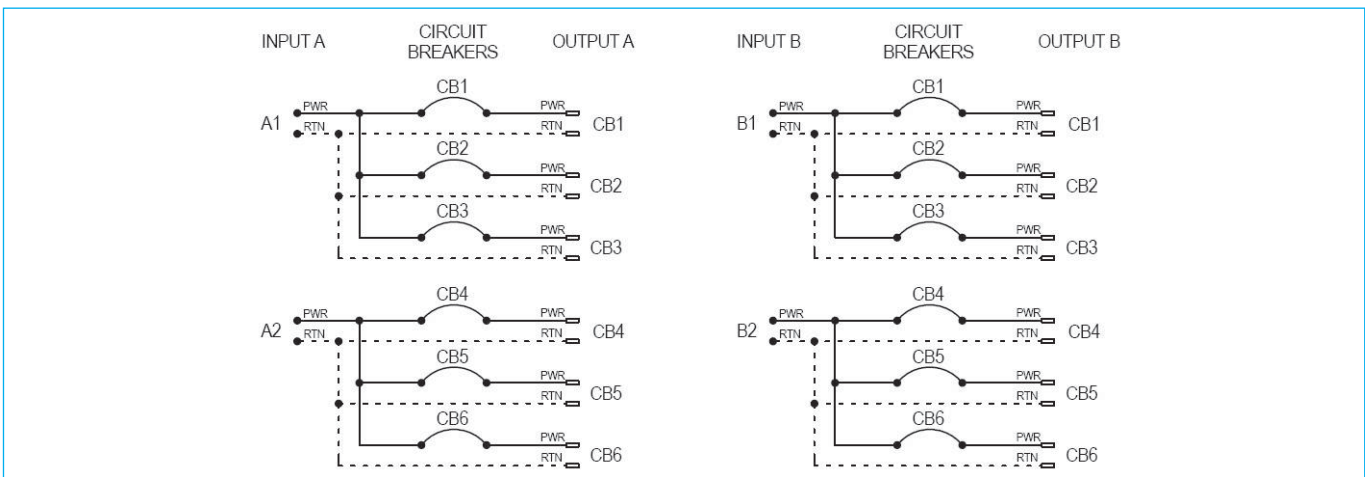 INPUT A CIRCUIT BREAKERS OUTPUT A INPUT B CIRCUIT BREAKERS OUTPUT B
CB1 CB1
A1 PWR PWR B1 PWR PWR
RTN RTN CB1 RTN RTN CB1
CB2 CB2
PWR PWR
RTN CB2 RTN CB2
CB3 CB3
PWR PWR
RTN CB3 RTN CB3
CB4 CB4
A2 PWR PWR B2 PWR PWR
RTN RTN CB4 RTN RTN CB4
CB5 CB5
PWR PWR
RTN CB5 RTN CB5
CB6 CB6
PWR PWR
RTN CB6 RTN CB6